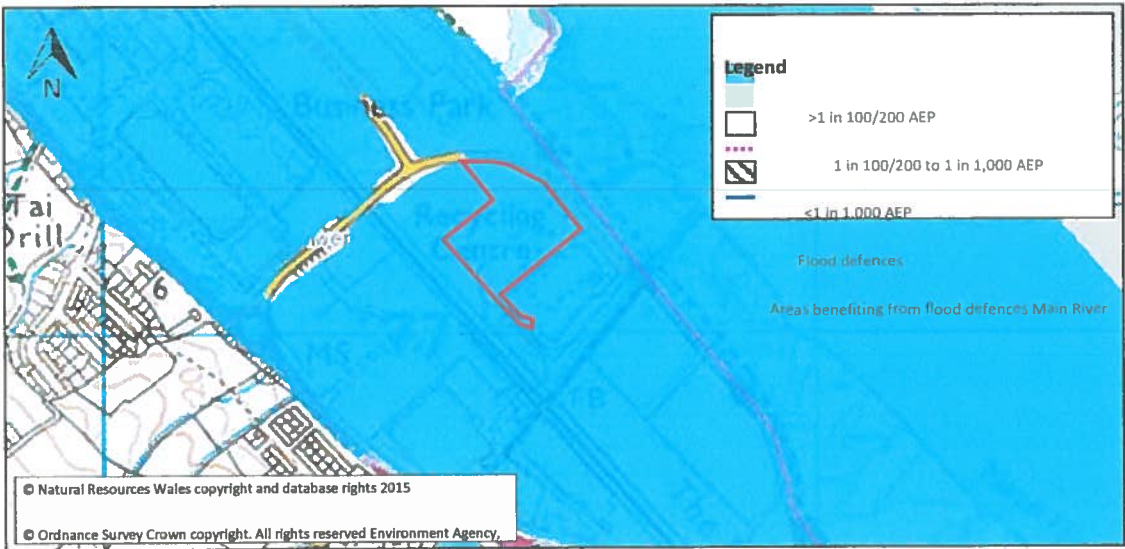 N
Business Park
Legend
>1 in 100/200 AEP
1 in 100/200 to 1 in 1,000 AEP
<1 in 1.000 AEP
Flood defences
Areas benefiting from flood defences Main River
Tai
Drill
Recycling
Centre
6
MS
TB
© Natural Resources Wales copyright and database rights 2015
© Ordnance Survey Crown copyright. All rights reserved Environment Agency,